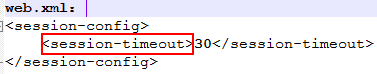 web.xml:
<session-config>
<session-timeout>30</session-timeout>
</session-config>